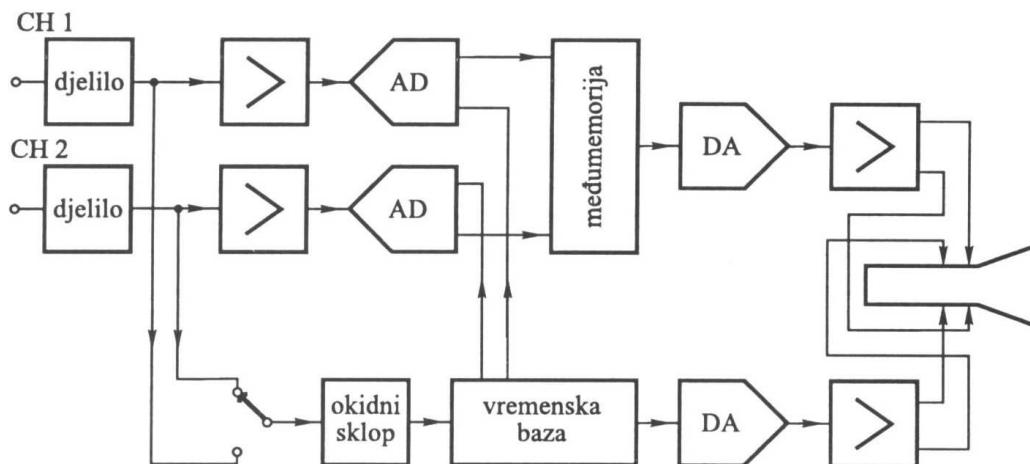 CH 1
djelilo
AD
međumemorija
DA
CH 2
djelilo
AD
okidni
sklop
vremenska
baza
DA